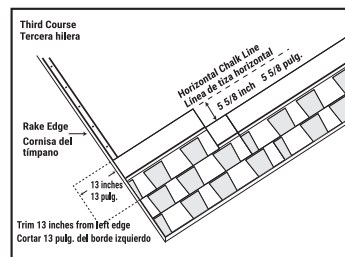 Third Course
Tercera hilera
Horizontal Chalk Line
Línea de tiza horizontal
5 5/8 inch 5 5/8 pulg.
Rake Edge
Cornisa del
tímpano
13 inches
13 pulg.
Trim 13 inches from left edge
Cortar 13 pulg. del borde izquierdo